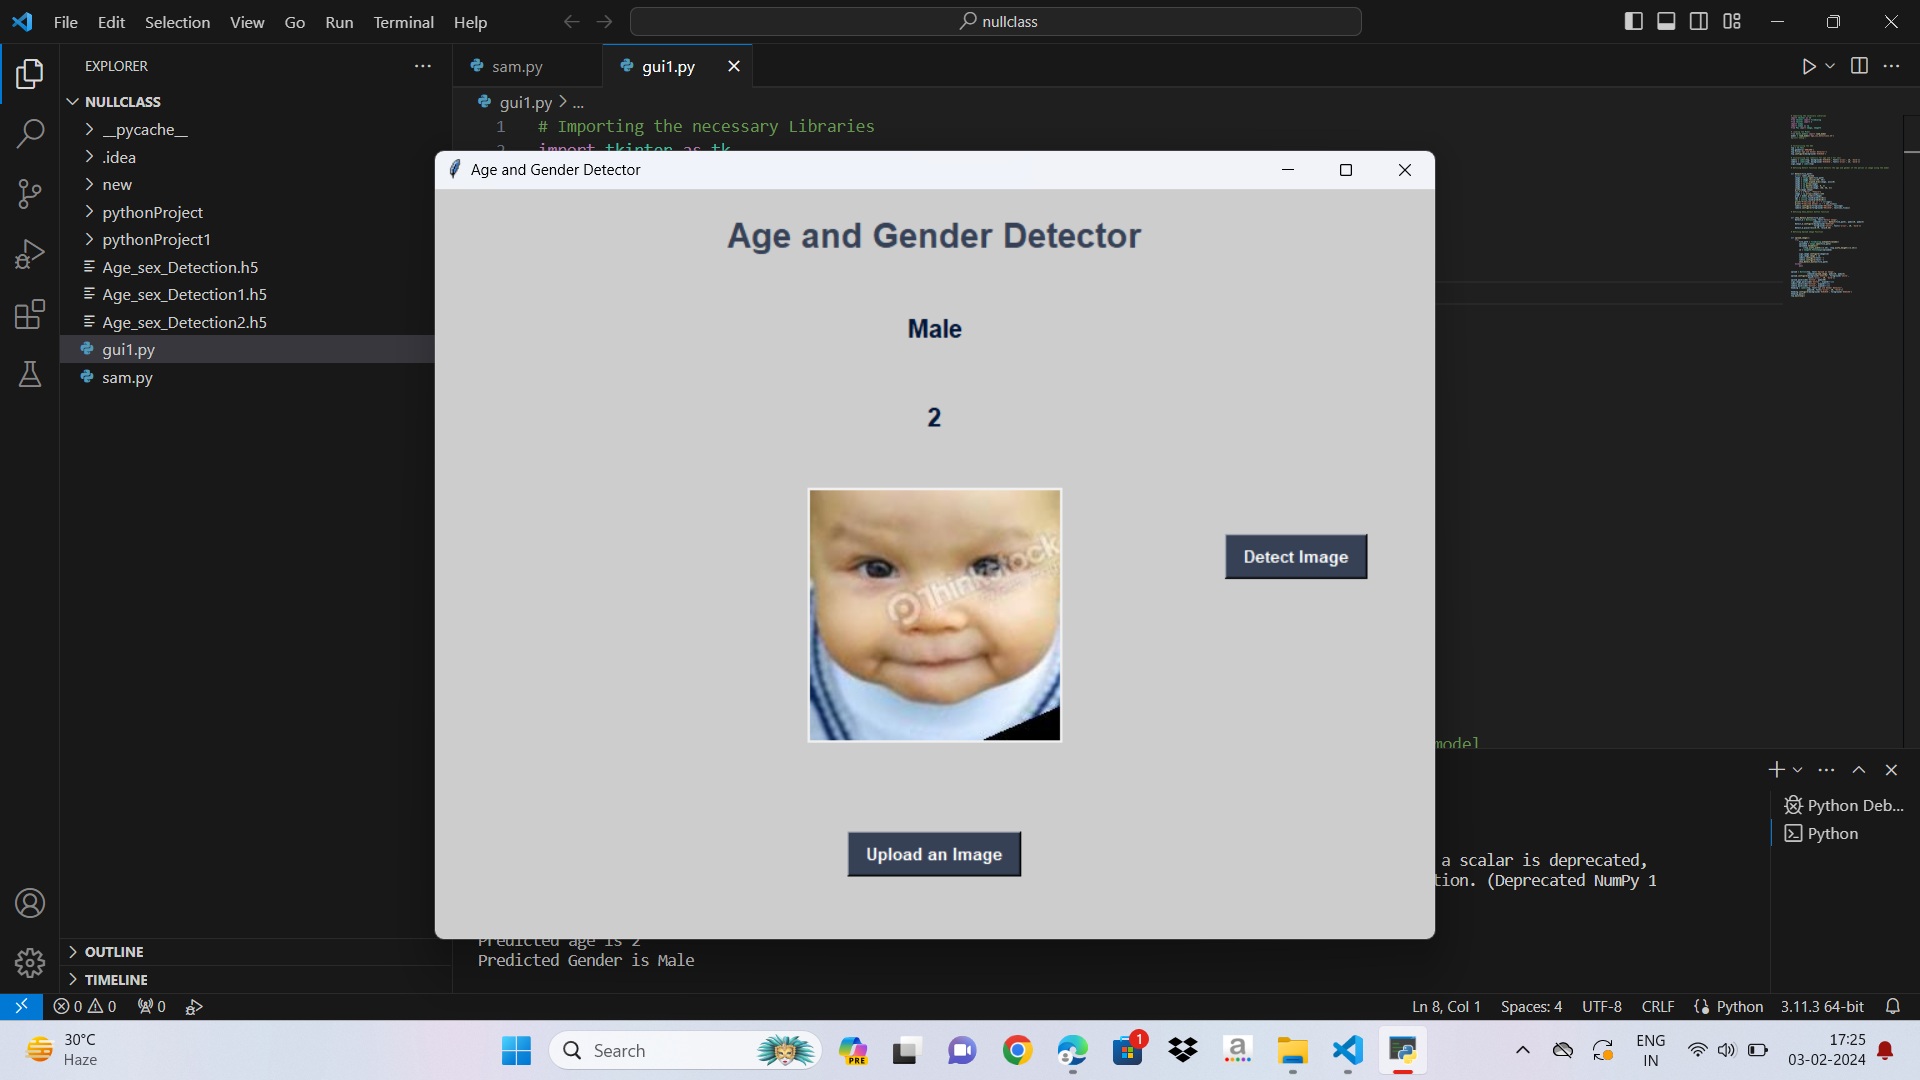 File Edit Selection View Go Run Terminal Help
nullclass
EXPLORER
NULLCLASS
__pycache__
.idea
new
pythonProject
pythonProject1
Age_sex_Detection.h5
Age_sex_Detection1.h5
Age_sex_Detection2.h5
gui1.py
sam.py
OUTLINE
TIMELINE
sam.py
gui1.py
gui1.py > ...
1 # Importing the necessary Libraries
2 import tkinter as tk
Age and Gender Detector
Age and Gender Detector
Male
2
Thinkstock
Detect Image
Upload an Image
model
Python Deb...
Python
a scalar is deprecated,
tion. (Deprecated NumPy 1
Predicted age is 2
Predicted Gender is Male
0 0 0
Ln 8, Col 1 Spaces: 4 UTF-8 CRLF Python 3.11.3 64-bit
30°C
Haze
Search
PRE
1
a
ENG
IN
17:25
03-02-2024